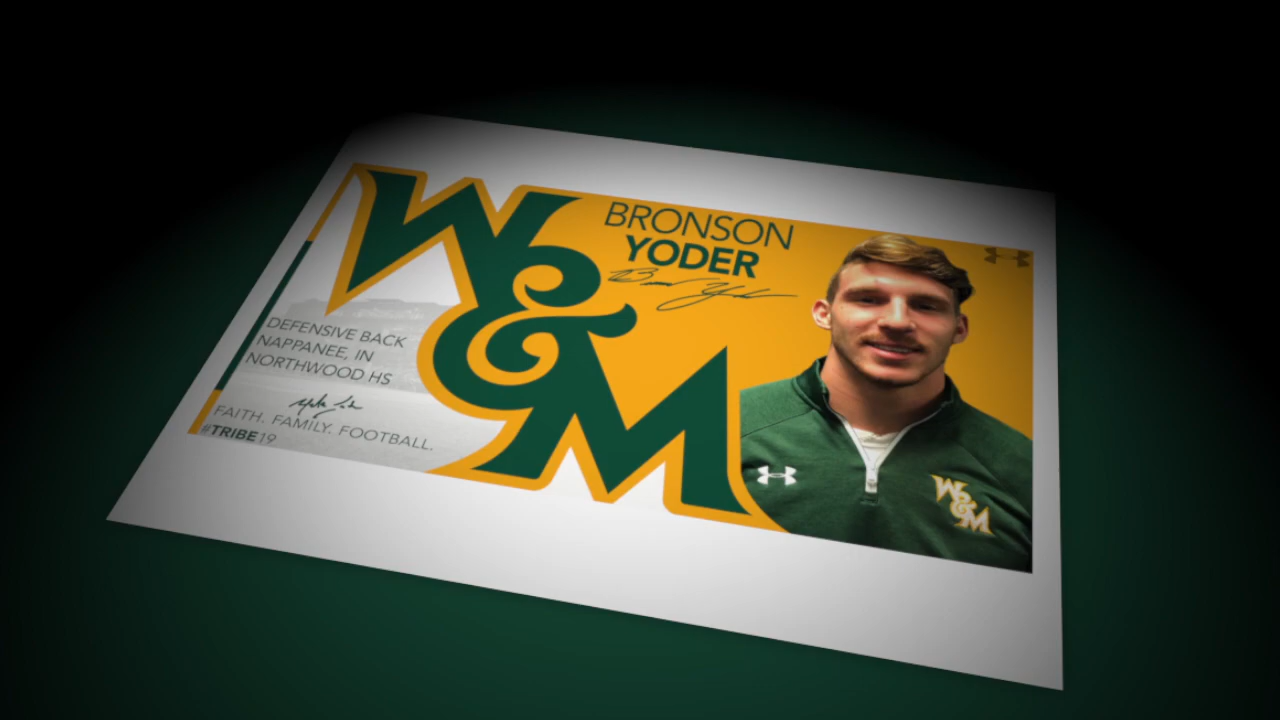 BRONSON
YODER
W&M
DEFENSIVE BACK
NAPPANEE, IN
NORTHWOOD HS
FAITH. FAMILY. FOOTBALL.
#TRIBE19
W&M